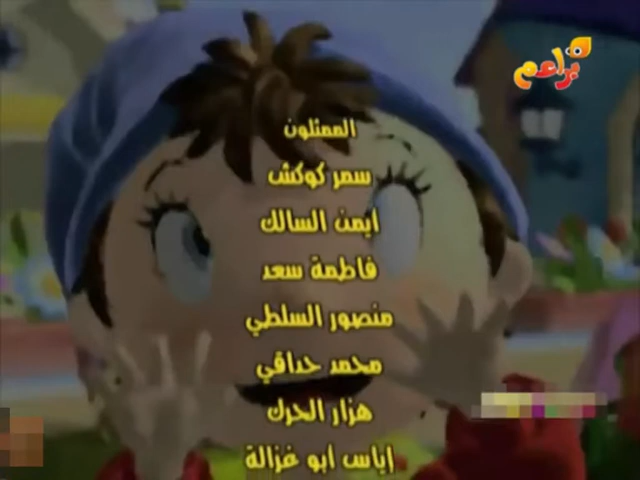 براعم
الممثلون
سمر كوكش
ايمن السالك
فاطمة سعد
منصور السلطي
محمد حداقي
هزار الحرك
إياس أبو غزالة